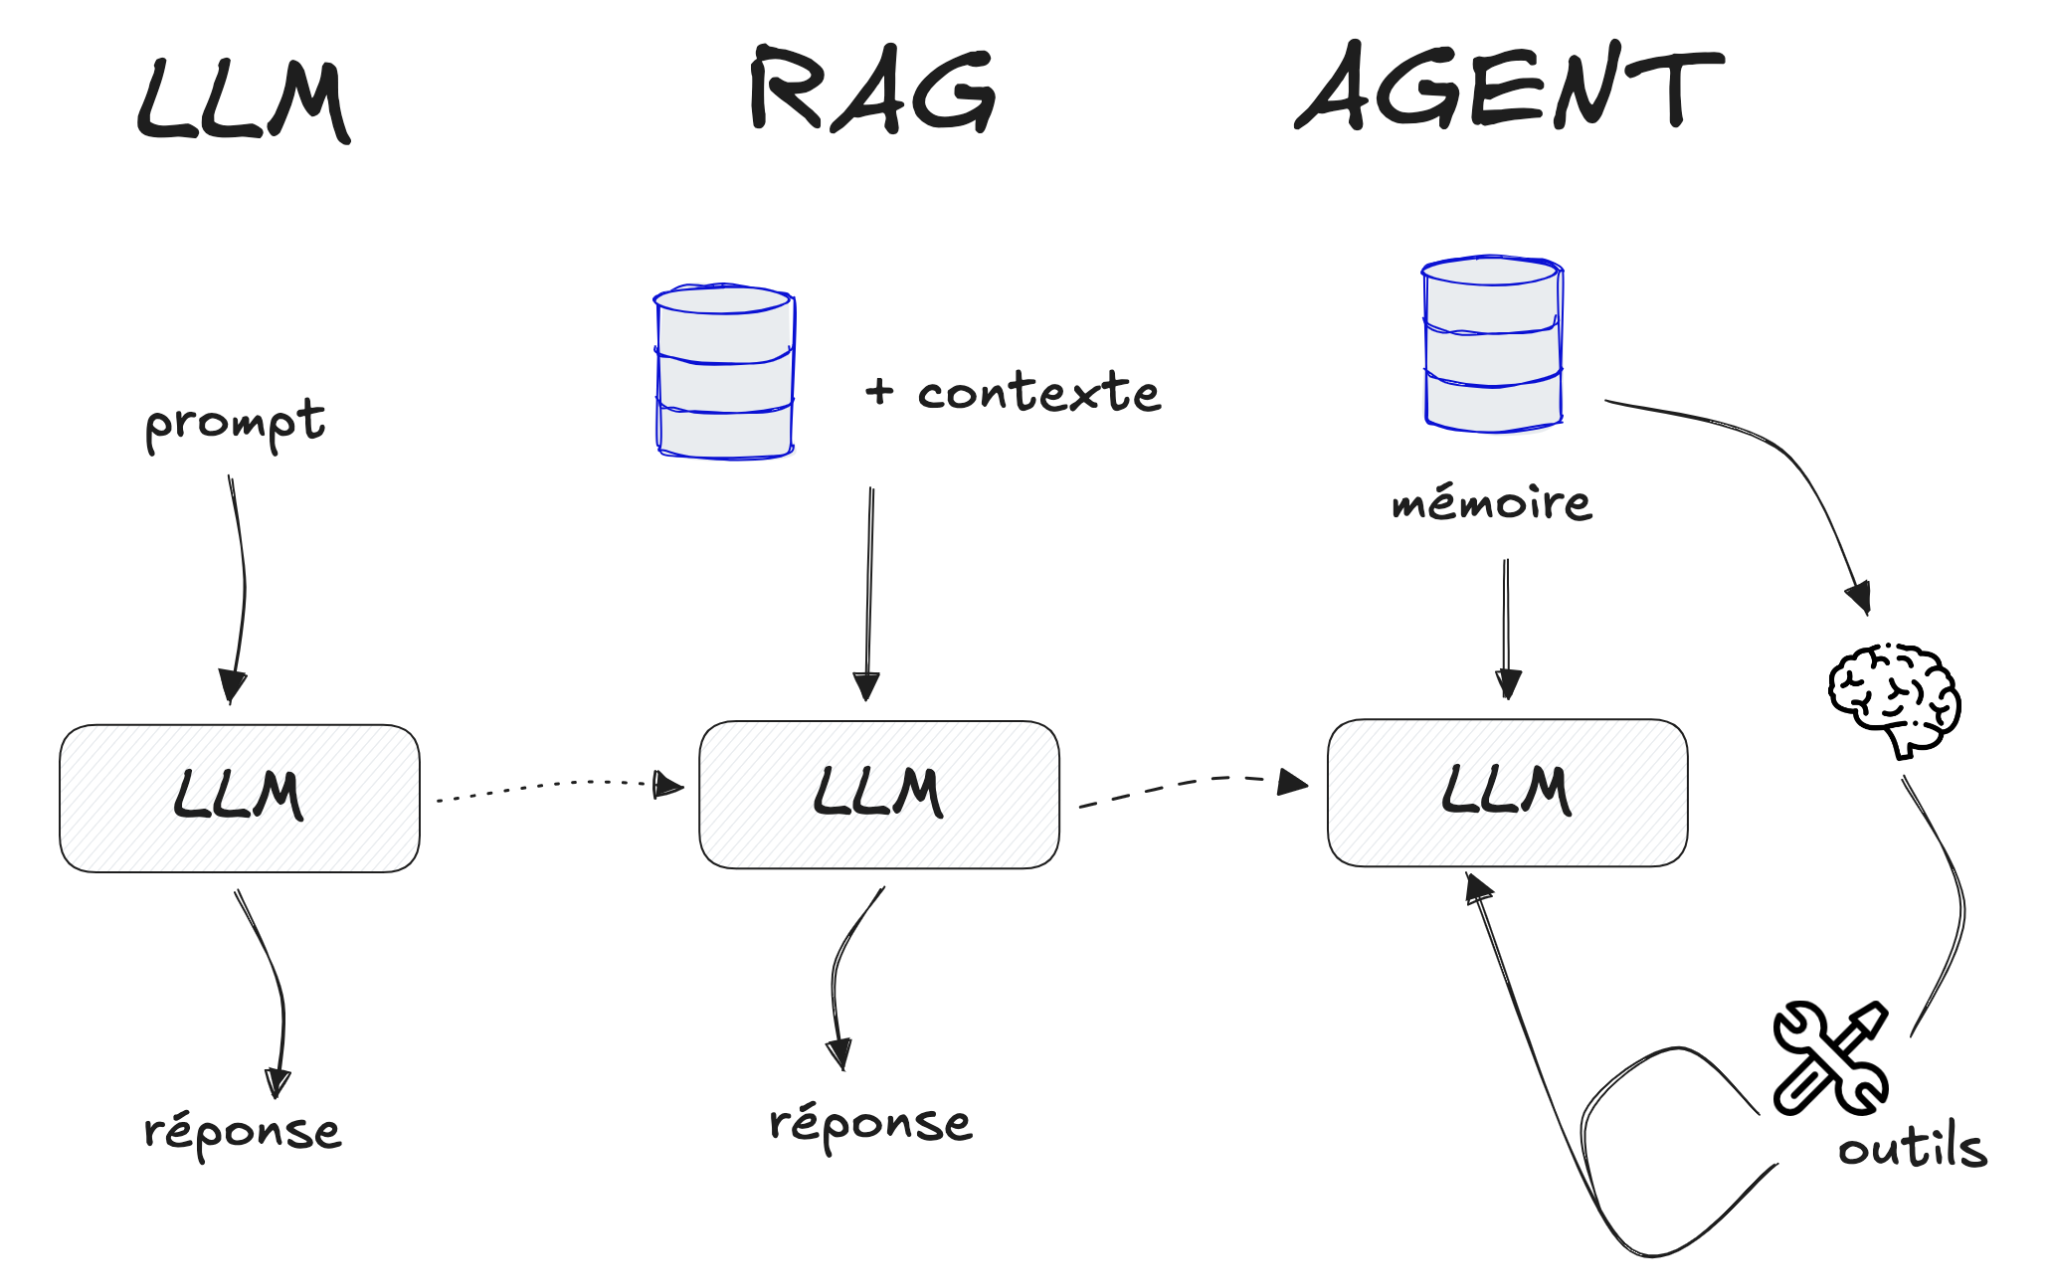 LLM
RAG
AGENT
prompt
+ contexte
mémoire
LLM
LLM
LLM
réponse
réponse
outils